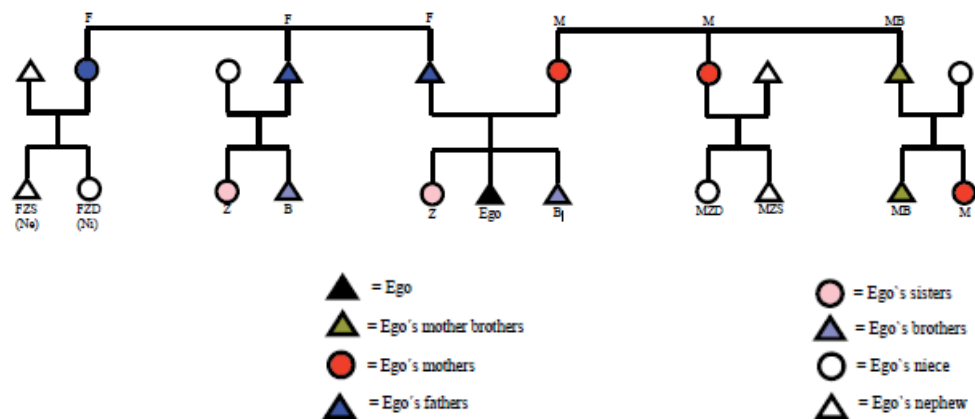 F F F M M MB
FZS FZD Z B Z Ego B MZD MZS MB M
(Ne) (Ni)
= Ego
= Ego´s mother brothers
= Ego´s mothers
= Ego´s fathers
= Ego`s sisters
= Ego`s brothers
= Ego`s niece
= Ego`s nephew